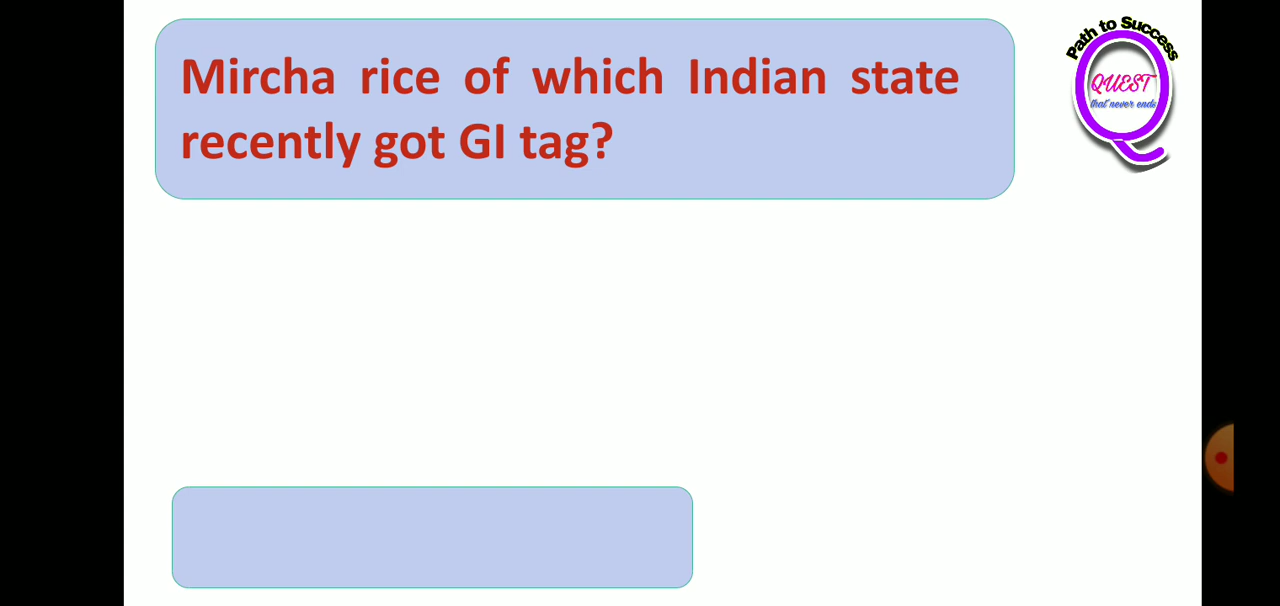 Mircha rice of which Indian state
recently got GI tag?
Path to Success
QUEST
that never ends